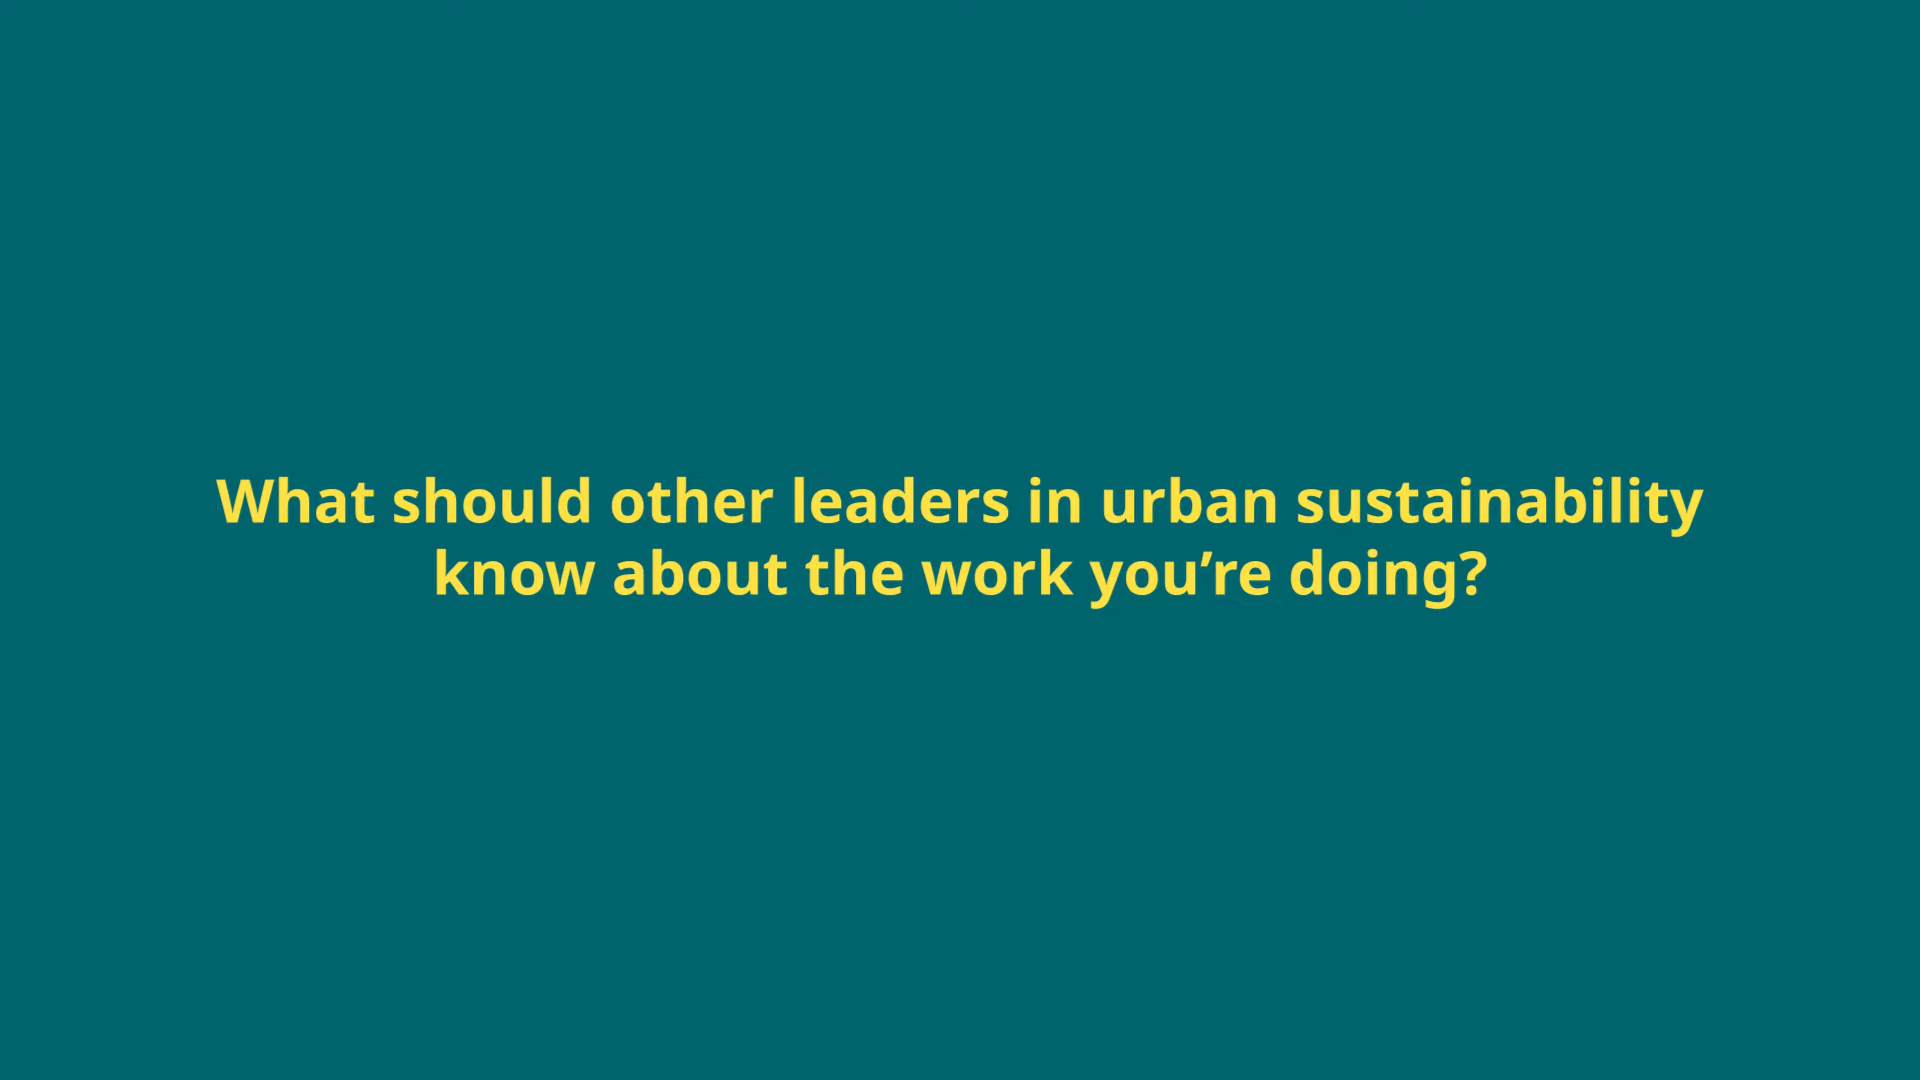 What should other leaders in urban sustainability
know about the work you’re doing?